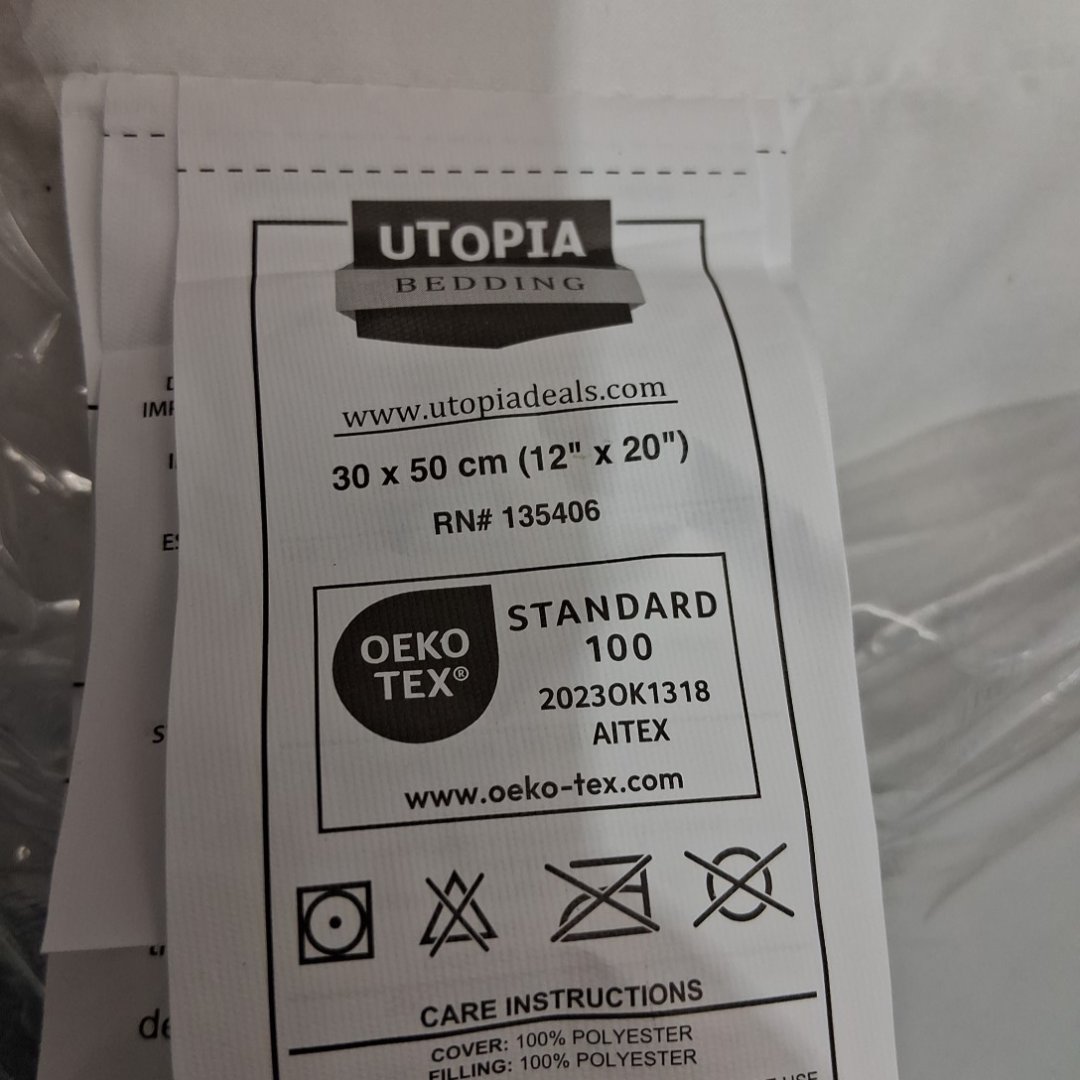 UTOPIA
BEDDING
www.utopiadeals.com
30 x 50 cm (12" x 20")
RN# 135406
OEKO
TEX®
STANDARD
100
2023OK1318
AITEX
www.oeko-tex.com
CARE INSTRUCTIONS
COVER: 100% POLYESTER
FILLING: 100% POLYESTER